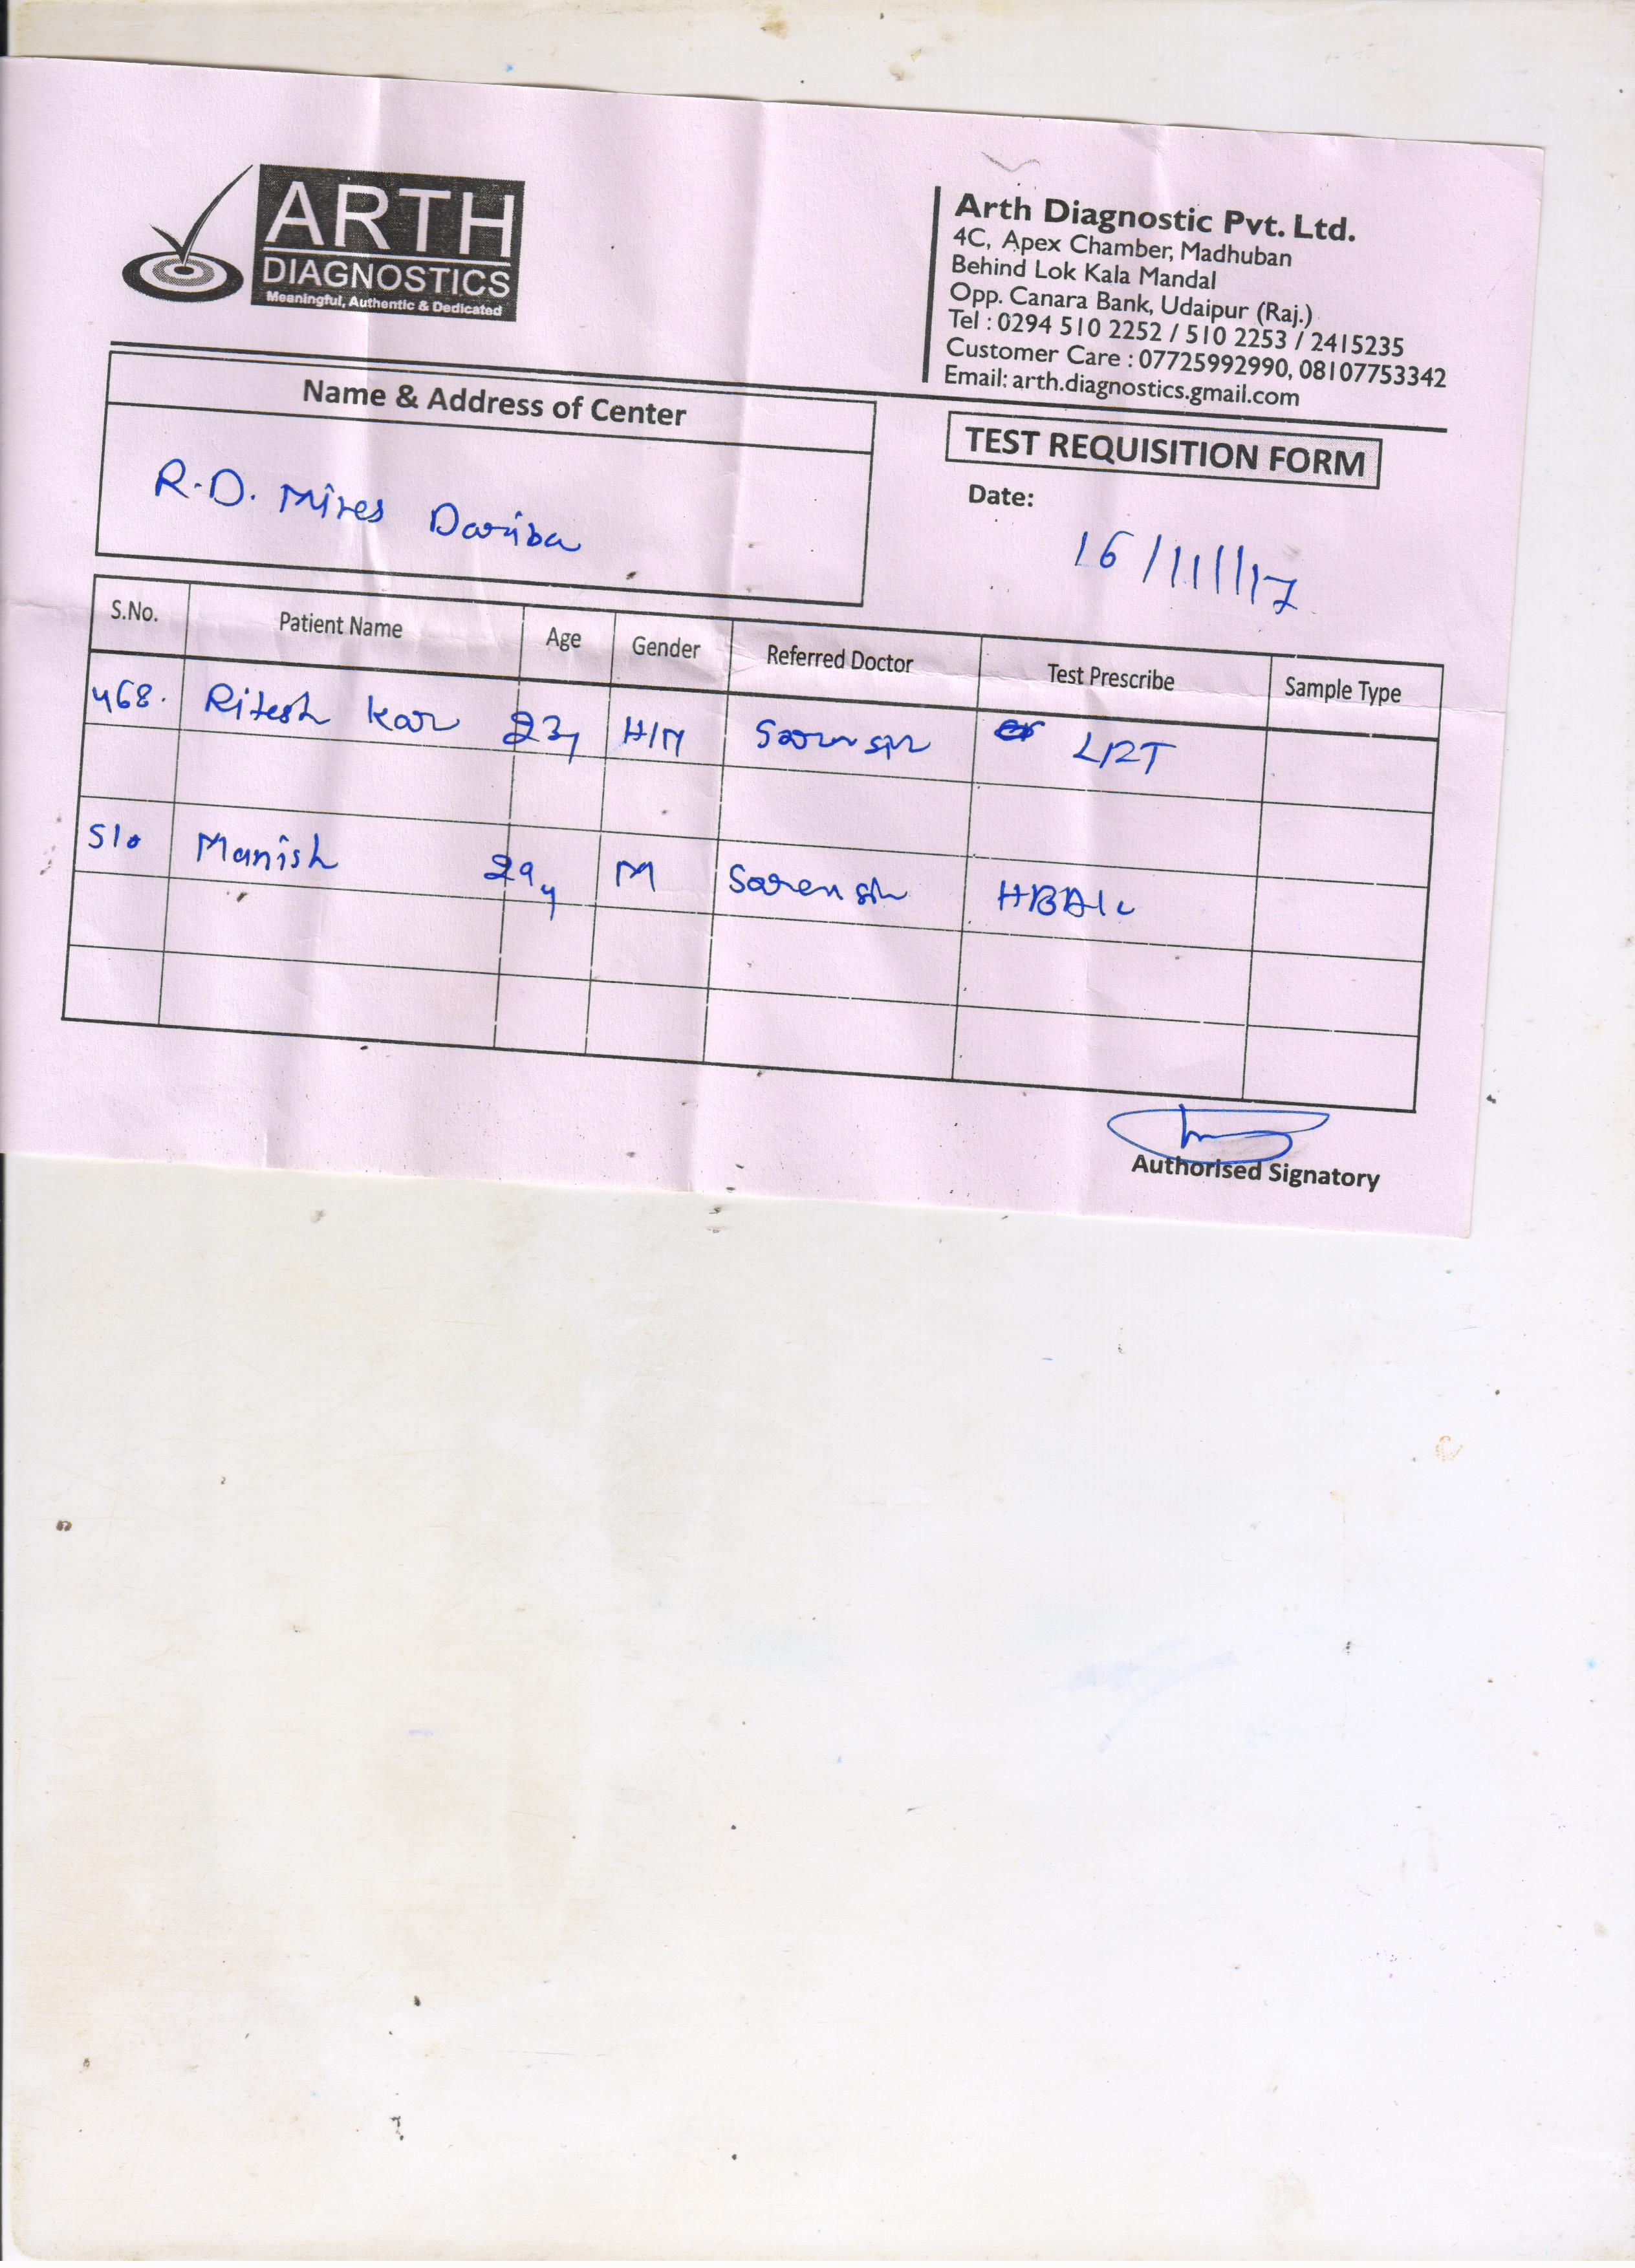 ARTH
DIAGNOSTICS
Meaningful, Authentic & Dedicated
Arth Diagnostic Pvt. Ltd.
4C, Apex Chamber, Madhuban
Behind Lok Kala Mandal
Opp. Canara Bank, Udaipur (Raj.)
Tel : 0294 510 2252 / 510 2253 / 2415235
Customer Care : 07725992990, 08107753342
Email: arth.diagnostics.gmail.com
Name & Address of Center
R.D. Mines Dariba
TEST REQUISITION FORM
Date:
16/11/17
S.No. Patient Name Age Gender Referred Doctor Test Prescribe Sample Type
468. Ritesh Kar 23y
510 Manish 29y M HBA1c
Authorised Signatory